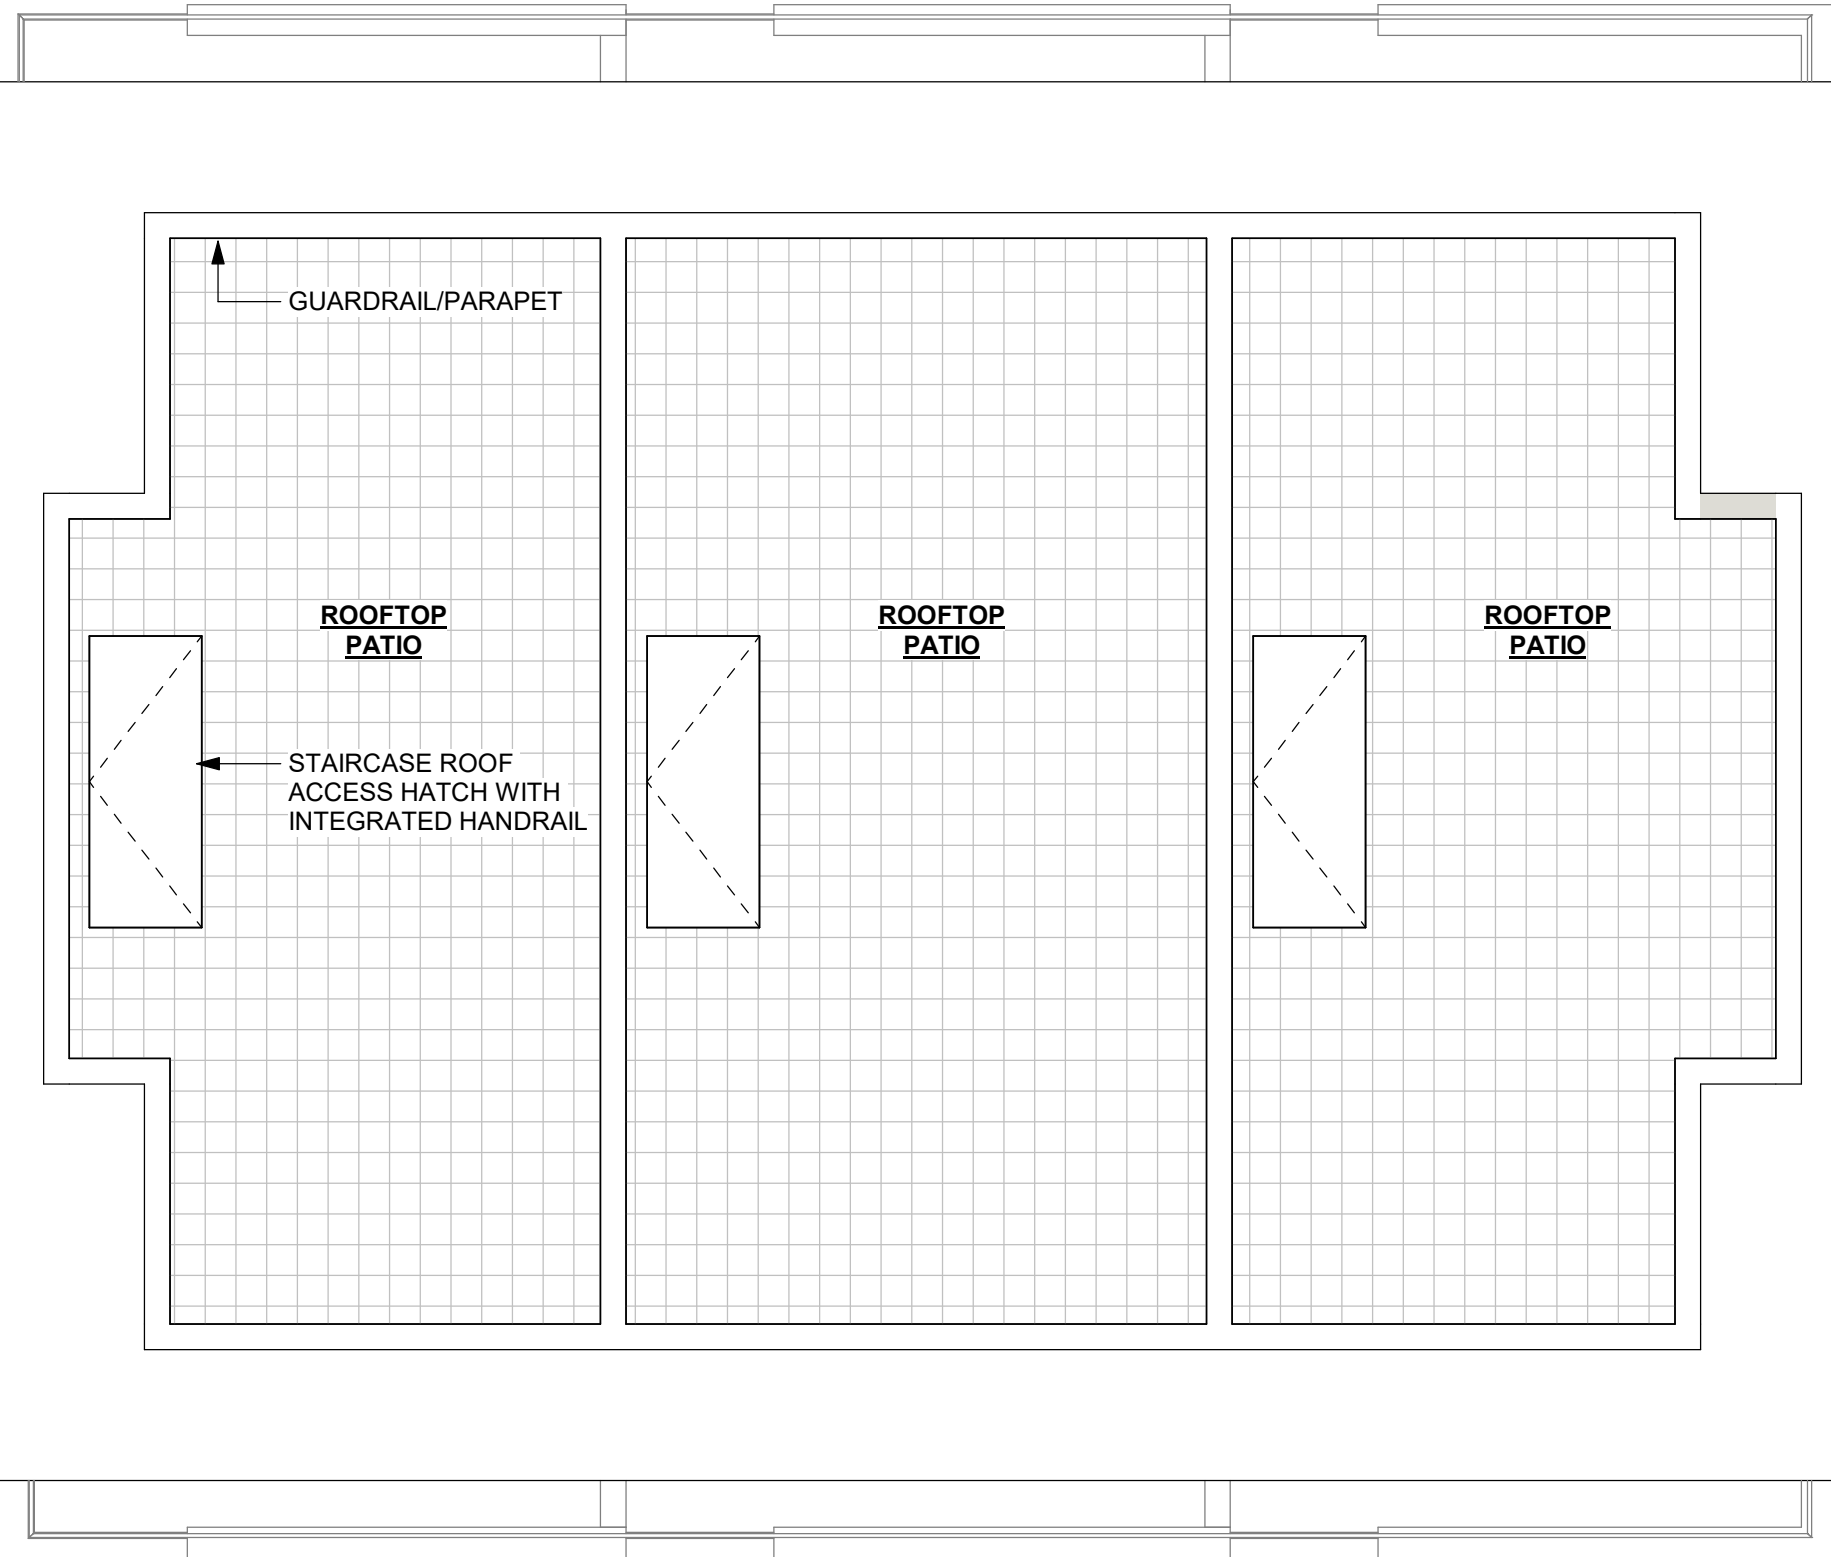 GUARDRAIL/PARAPET
ROOFTOP
PATIO
ROOFTOP
PATIO
ROOFTOP
PATIO
STAIRCASE ROOF
ACCESS HATCH WITH
INTEGRATED HANDRAIL